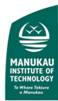 MANUKAU
INSTITUTE OF
TECHNOLOGY
Te Whare Takiura
o Manukau